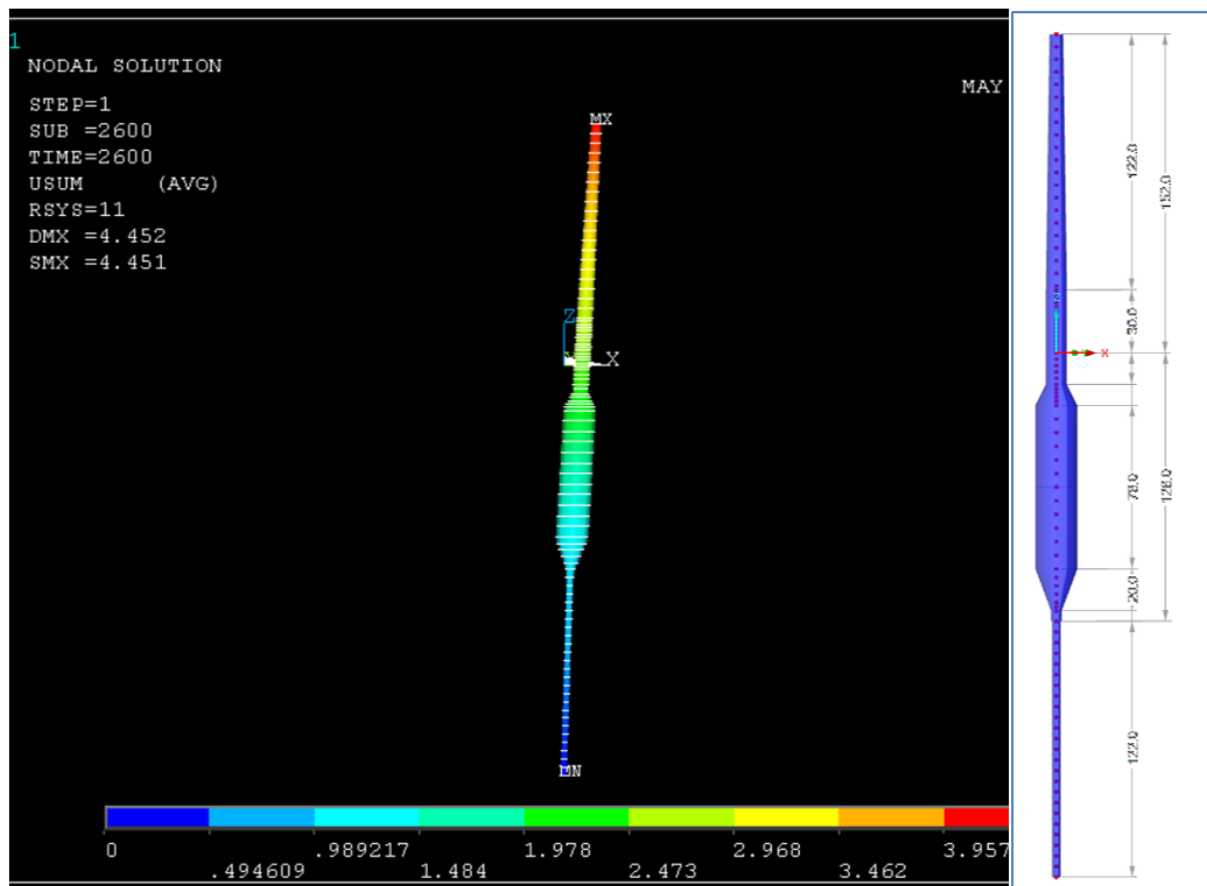 1
NODAL SOLUTION
MAY
STEP=1
SUB =2600
TIME=2600
USUM (AVG)
RSYS=11
DMX =4.452
SMX =4.451
MX
Z
X
MN
0
.494609
.989217
1.484
1.978
2.473
2.968
3.462
3.957
122.0
152.0
30.0
X
78.0
128.0
20.0
122.0